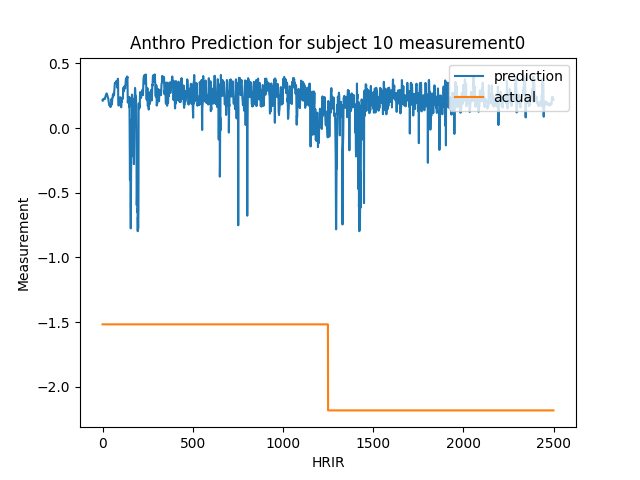 Anthro Prediction for subject 10 measurement0
prediction
actual
0.5
0.0
−0.5
−1.0
−1.5
−2.0
Measurement
0 500 1000 1500 2000 2500
HRIR